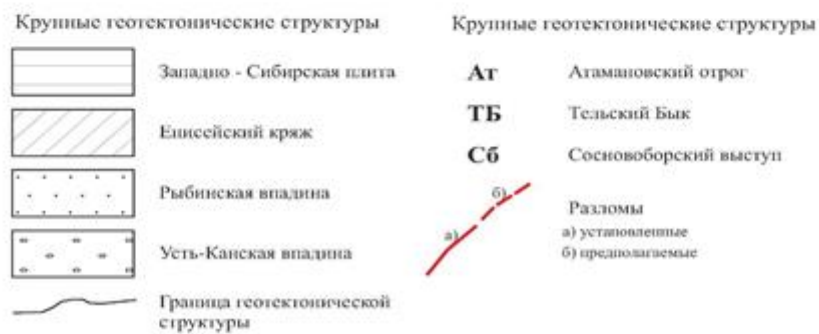 Крупные геотектонические структуры
Западно - Сибирская плита
Енисейский кряж
Рыбинская впадина
Усть-Канская впадина
Граница геотектонической
структуры
Крупные геотектонические структуры
Ат Атамановский отрог
ТБ Тельский Бык
Сб Сосновоборский выступ
б)
а)
Разломы
а) установленные
б) предполагаемые